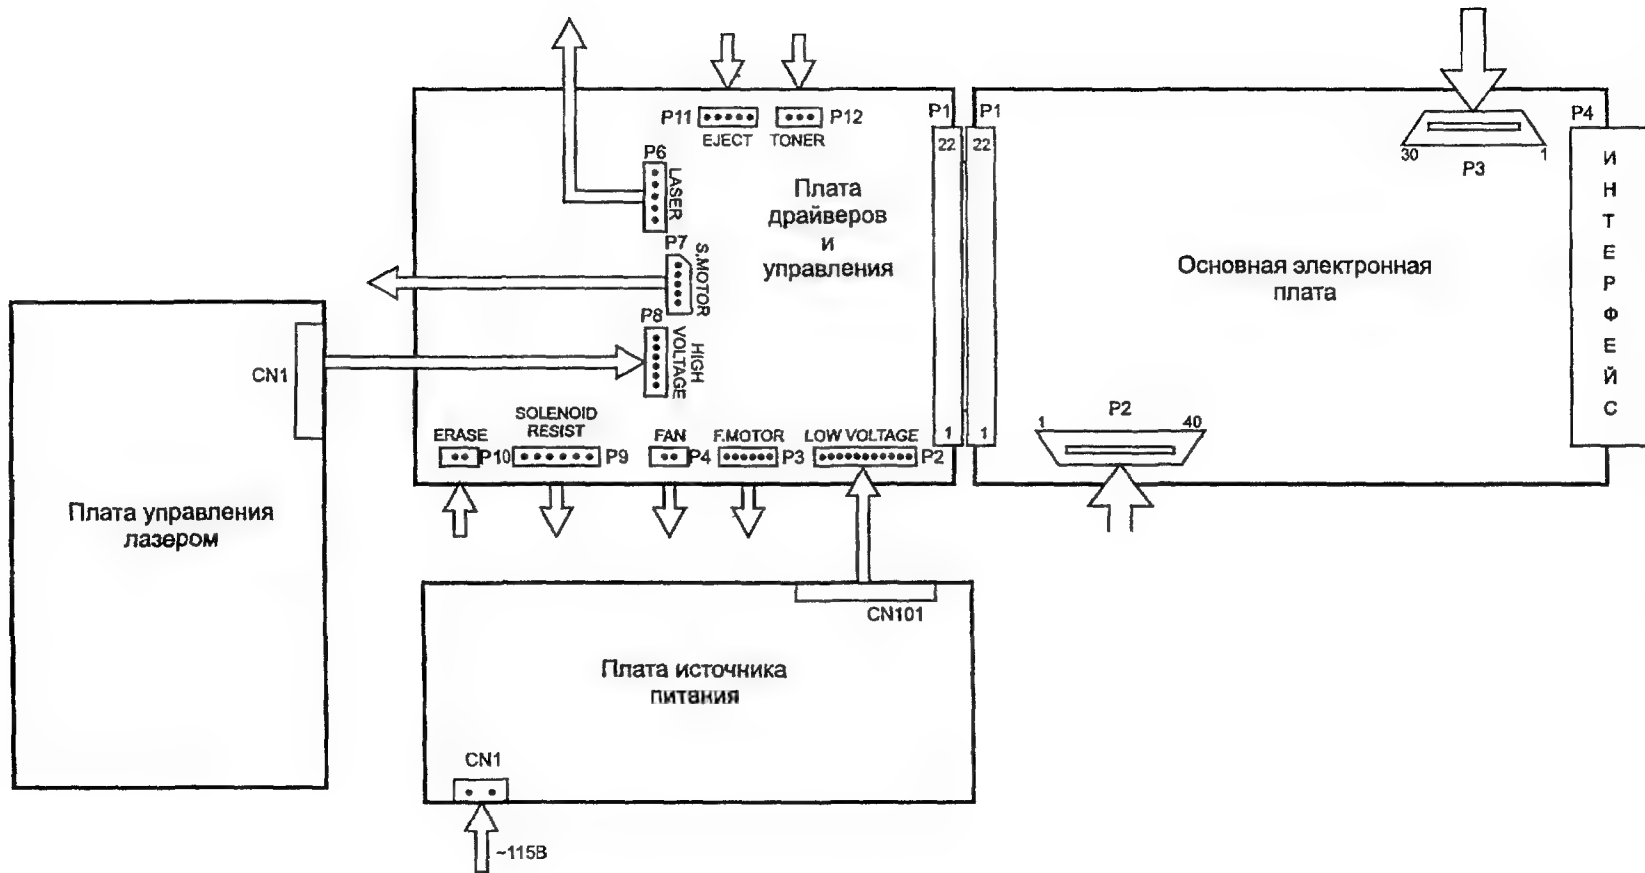 P11
EJECT
TONER
P12
P1
22
1
P6
LASER
P7
S.MOTOR
P8
HIGH
VOLTAGE
Плата
драйверов
и
управления
ERASE
P10
SOLENOID
RESIST
P9
FAN
P4
F.MOTOR
P3
LOW VOLTAGE
P2
P1
22
1
30
1
P3
P4
ИНТЕРФЕЙС
Основная электронная
плата
P2
1
40
CN1
Плата управления
лазером
CN101
Плата источника
питания
CN1
~115В